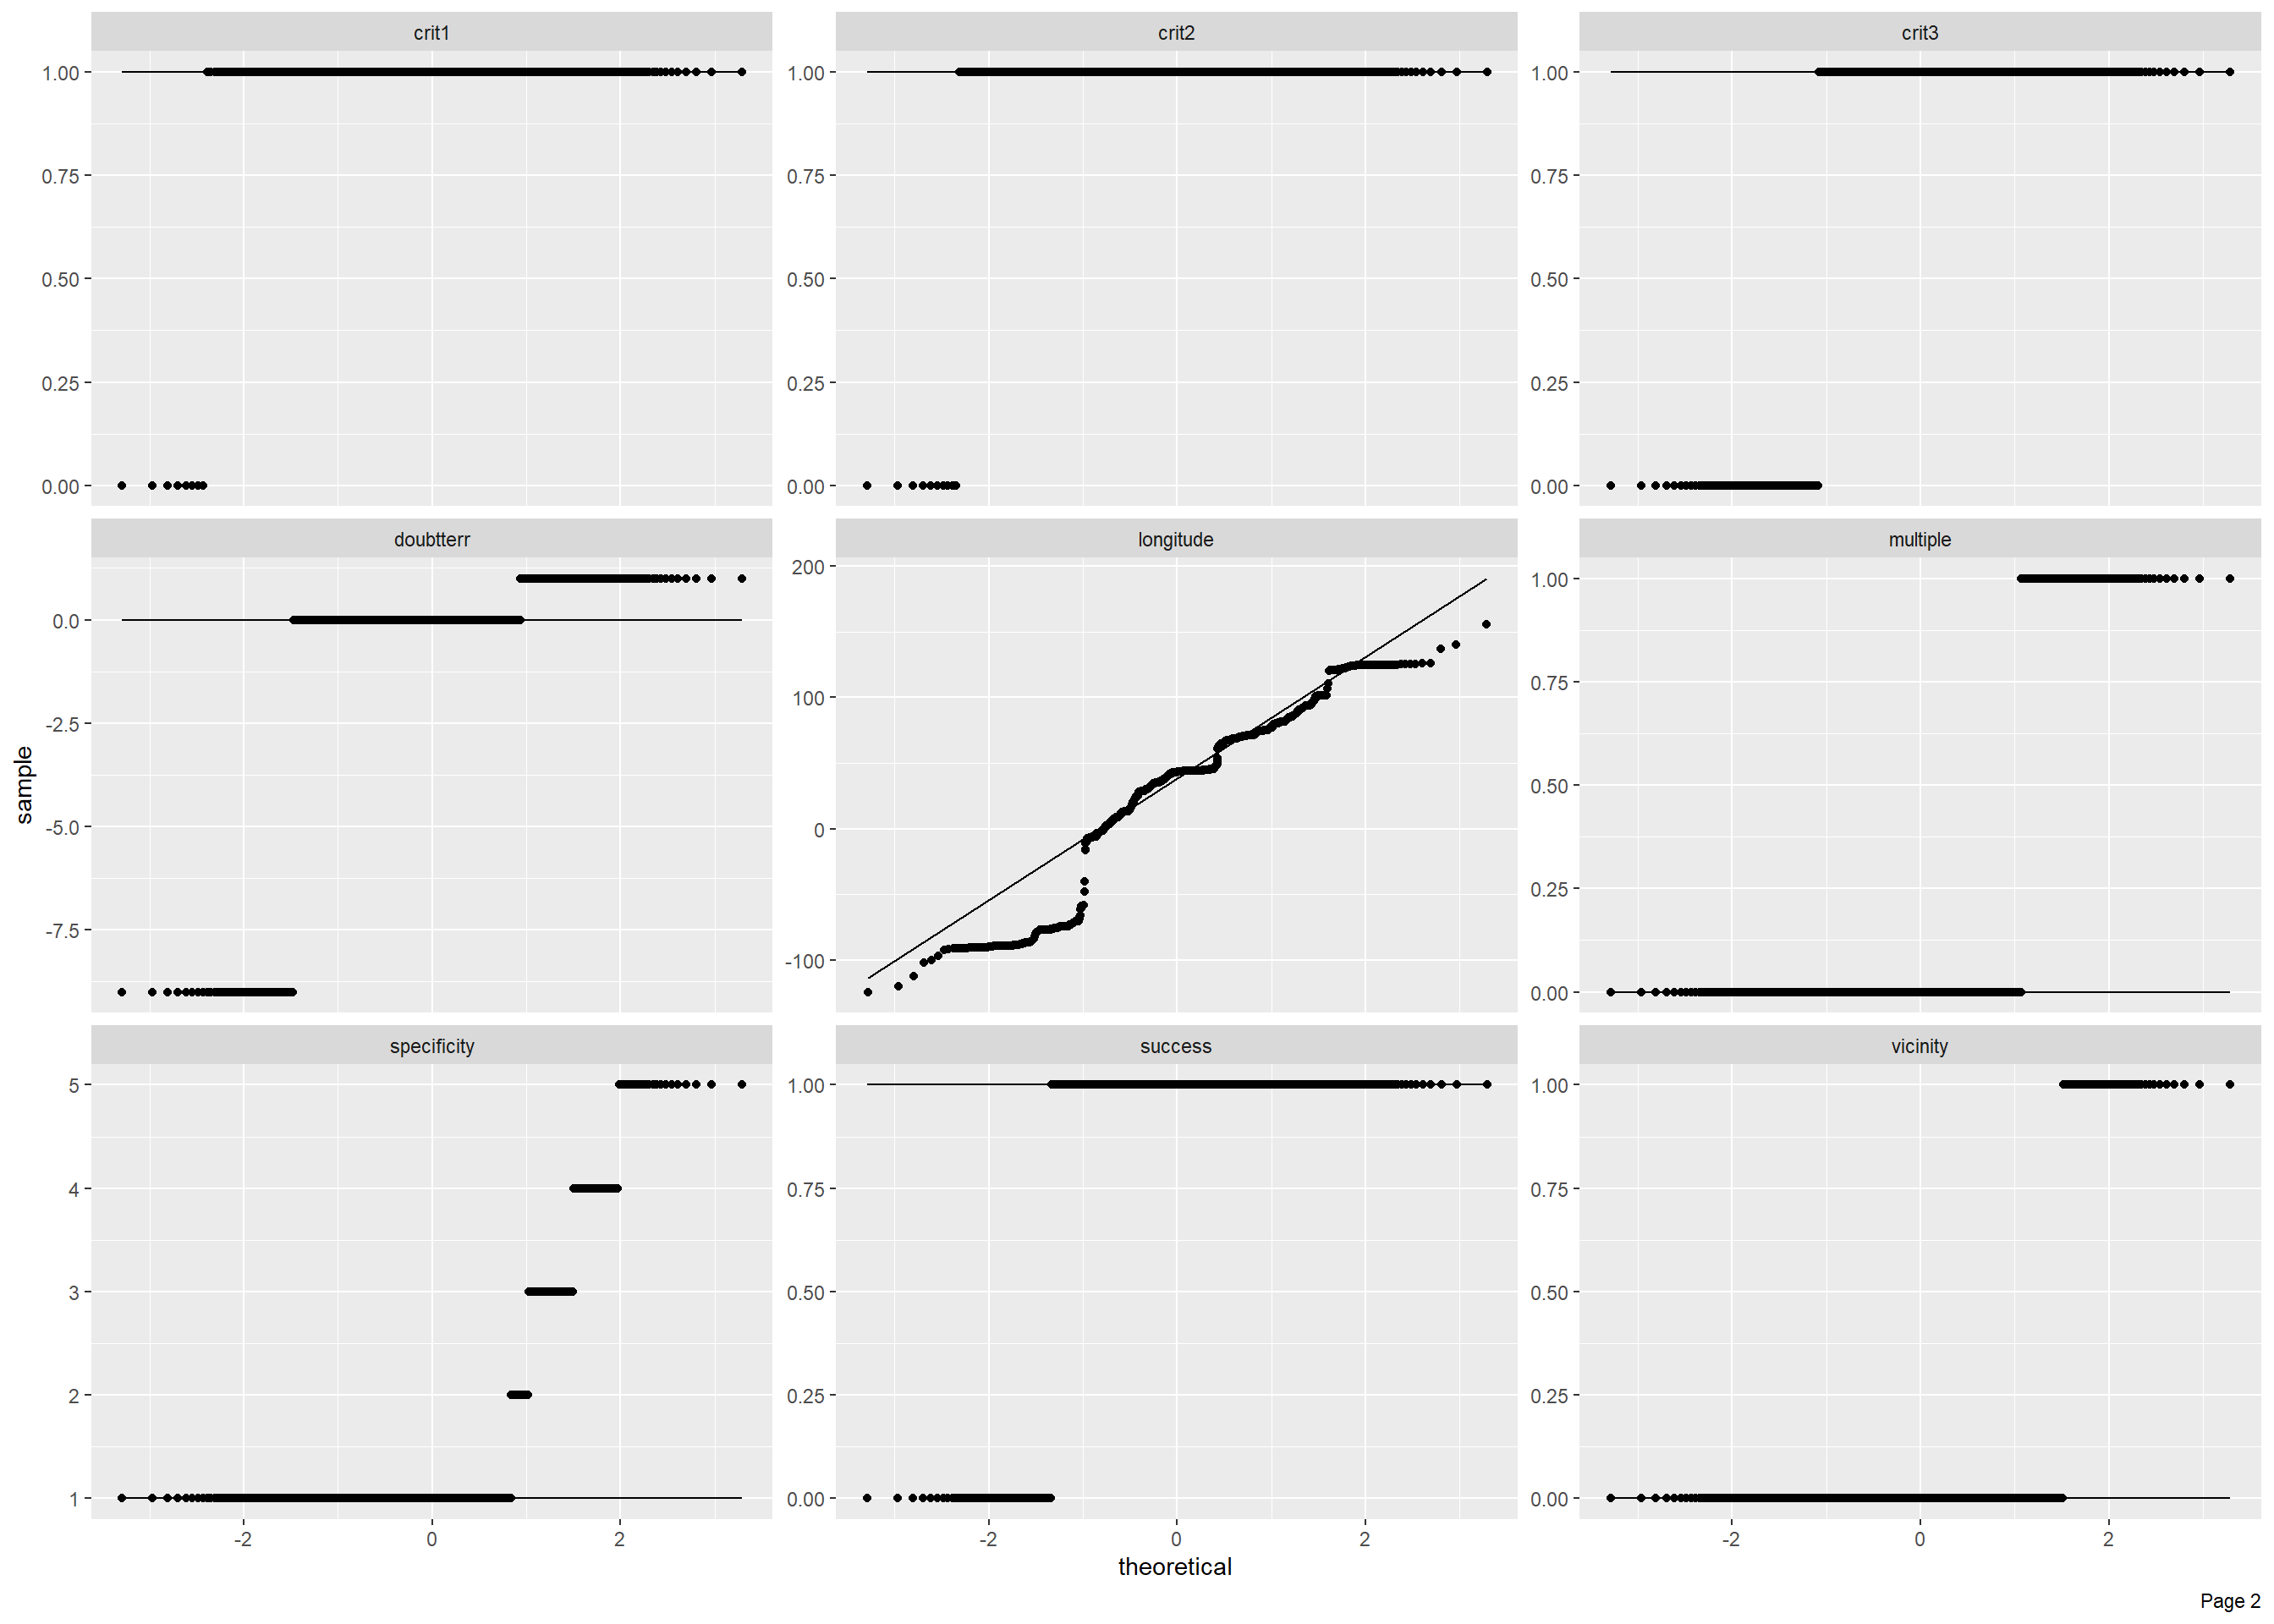 crit1 crit2 crit3
1.00 1.00 1.00
0.75 0.75 0.75
0.50 0.50 0.50
0.25 0.25 0.25
0.00 0.00 0.00
doubtterr longitude multiple
0.0
-2.5
-5.0
-7.5
200
100
0
-100
1.00
0.75
0.50
0.25
0.00
sample
specificity success vicinity
5 1.00 1.00
4 0.75 0.75
3 0.50 0.50
2 0.25 0.25
1 0.00 0.00
-2 0 2 -2 0 2 -2 0 2
theoretical
Page 2